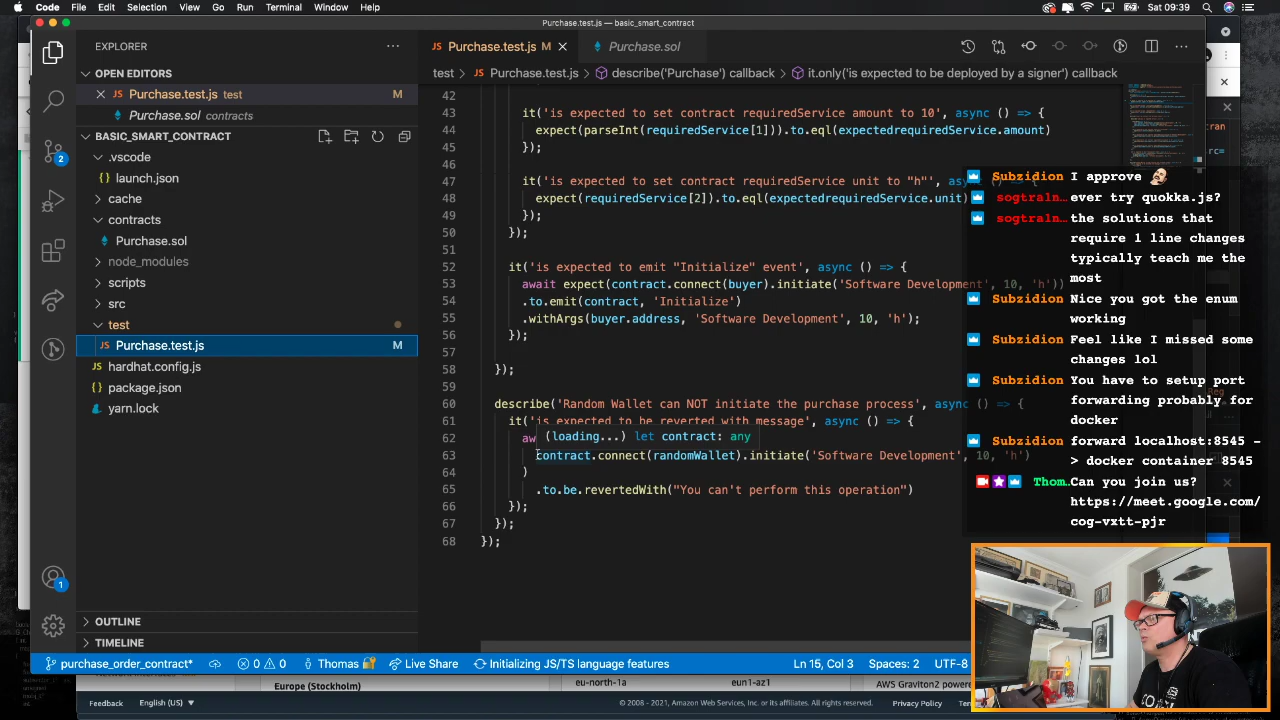 Code File Edit Selection View Go Run Terminal Window Help
Sat 09:39
Purchase.test.js — basic_smart_contract
EXPLORER
OPEN EDITORS
JS Purchase.test.js test M
Purchase.sol contracts
BASIC_SMART_CONTRACT
.vscode
{} launch.json
cache
contracts
Purchase.sol
node_modules
scripts
src
test
JS Purchase.test.js M
JS hardhat.config.js
{} package.json
yarn.lock
OUTLINE
TIMELINE
2
1
JS Purchase.test.js M
Purchase.sol
test > JS Purchase.test.js > describe('Purchase') callback > it.only('is expected to be deployed by a signer') callback
42
it('is expected to set contract requiredService amount to 10', async () => {
44 expect(parseInt(requiredService[1])).to.eql(expectedrequiredService.amount)
45 });
46
47 it('is expected to set contract requiredService unit to "h"', async () => {
48 expect(requiredService[2]).to.eql(expectedrequiredService.unit)
49 });
50 });
51
52 it('is expected to emit "Initialize" event', async () => {
53 await expect(contract.connect(buyer).initiate('Software Development', 10, 'h'))
54 .to.emit(contract, 'Initialize')
55 .withArgs(buyer.address, 'Software Development', 10, 'h');
56 });
57
58 });
59
60 describe('Random Wallet can NOT initiate the purchase process', async () => {
61 it('is expected to be reverted with message', async () => {
62 aw
(loading...) let contract: any
63 contract.connect(randomWallet).initiate('Software Development', 10, 'h')
64 )
65 .to.be.revertedWith("You can't perform this operation")
66 });
67 });
68 });
Subzidion I approve
sogtraln… ever try quokka.js?
sogtraln… the solutions that
require 1 line changes
typically teach me the
most
Subzidion Nice you got the enum
working
Subzidion Feel like I missed some
changes lol
Subzidion You have to setup port
forwarding probably for
docker
Subzidion forward localhost:8545 -
> docker container 8545
Thom… Can you join us?
https://meet.google.com/
cog-vxtt-pjr
purchase_order_contract* 0 0 Thomas Live Share Initializing JS/TS language features Ln 15, Col 3 Spaces: 2 UTF-8
Europe (Stockholm) eu-north-1a eun1-az1 AWS Graviton2 powered
Feedback English (US) © 2008 - 2021, Amazon Web Services, Inc. or its affiliates. All rights reserved. Privacy Policy